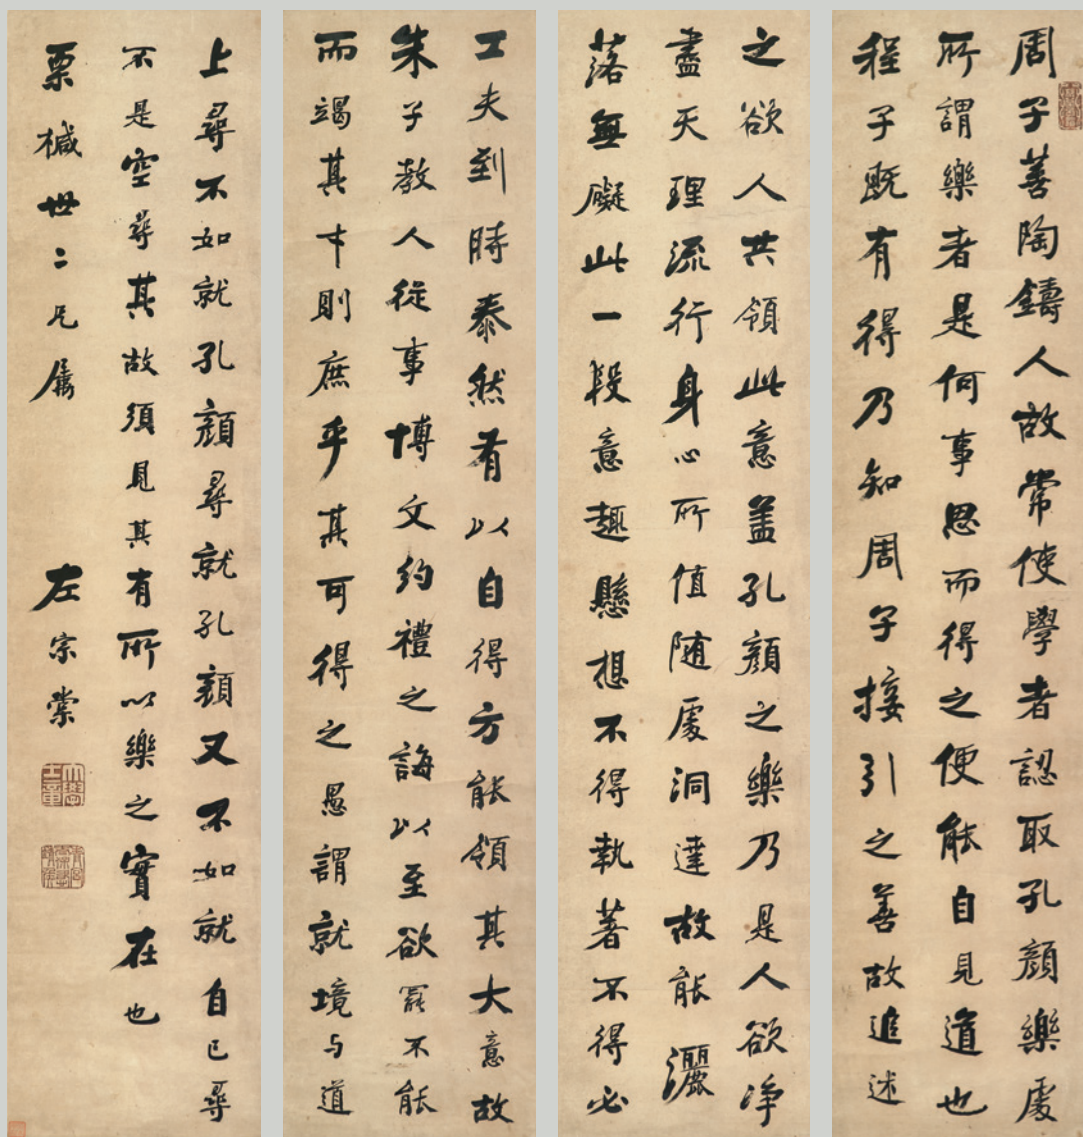 周子善陶鑄人故常使學者認取孔顏樂處
所謂樂者是何事思而得之便能自見道也
程子既有得乃知周子接引之善故追述
之欲人共領此意蓋孔顏之樂乃是人欲淨
盡天理流行身心所值随處洞達故能灑
落無礙此一段意趣懸想不得執著不得必
工夫到時泰然有以自得方能領其大意故
朱子教人從事博文約禮之誨以至欲罷不能
而竭其才則庶乎其可得之愚謂就境与道
上尋不如就孔顏尋就孔顏又不如就自己尋
不是空尋其故須見其有所以樂之實在也
栗棫世二兄屬
左宗棠